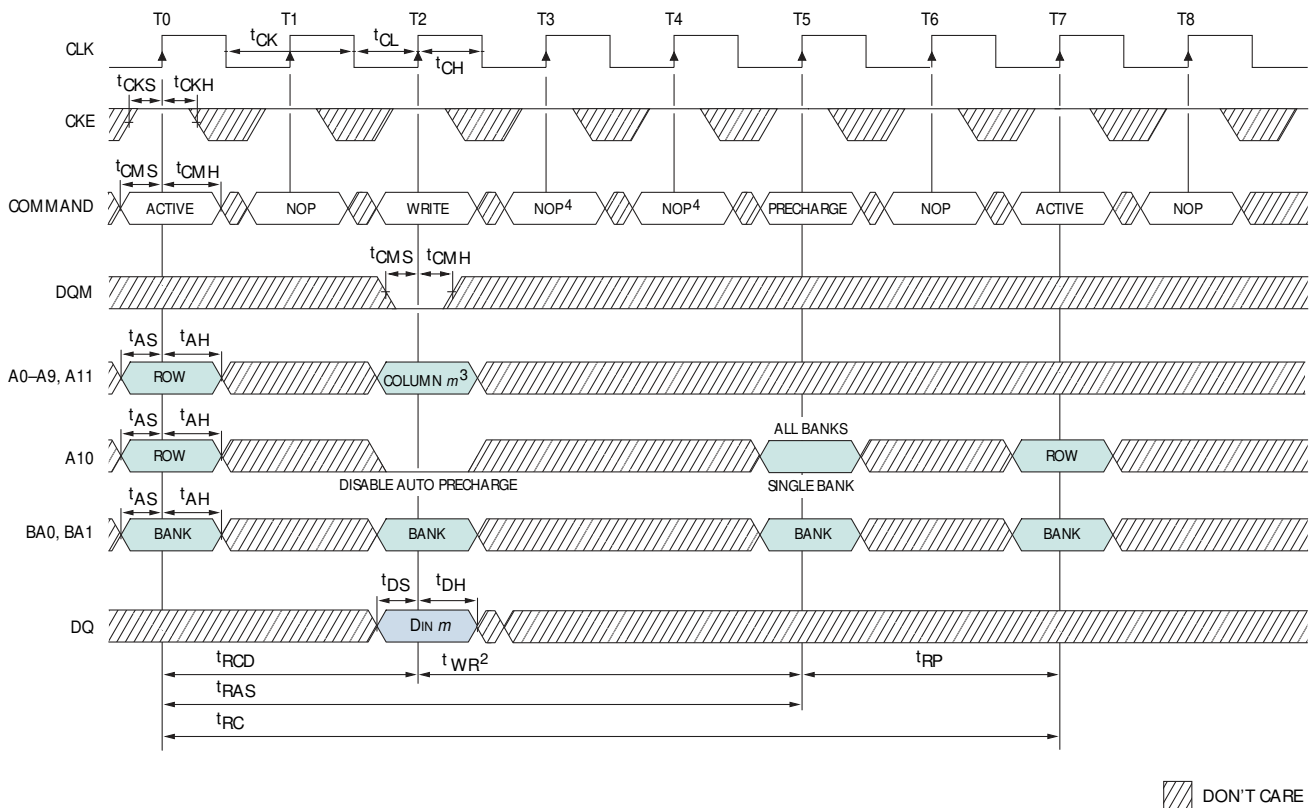 T0 T1 T2 T3 T4 T5 T6 T7 T8
CLK
tCK tCL
tCH
tCKS tCKH
CKE
tCMS tCMH
COMMAND ACTIVE NOP WRITE NOP4 NOP4 PRECHARGE NOP ACTIVE NOP
tCMS tCMH
DQM
tAS tAH
A0–A9, A11 ROW COLUMN m3
tAS tAH
ALL BANKS
A10 ROW ROW
DISABLE AUTO PRECHARGE SINGLE BANK
tAS tAH
BA0, BA1 BANK BANK BANK BANK
tDS tDH
DQ DIN m
tRCD tWR2 tRP
tRAS
tRC
DON'T CARE